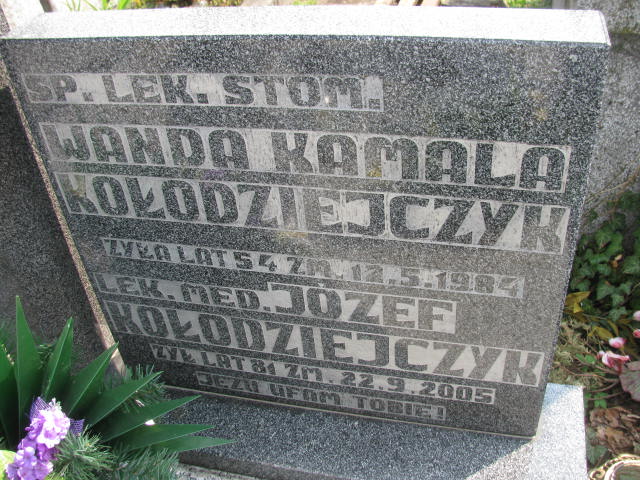 SP. LEK. STOM.
WANDA KAMALA
KOŁODZIEJCZYK
ŻYŁA LAT 54 ZM. 12.5.1984
LEK. MED. JÓZEF
KOŁODZIEJCZYK
ŻYŁ LAT 81 ZM. 22.9.2005
JEZU UFAM TOBIE!